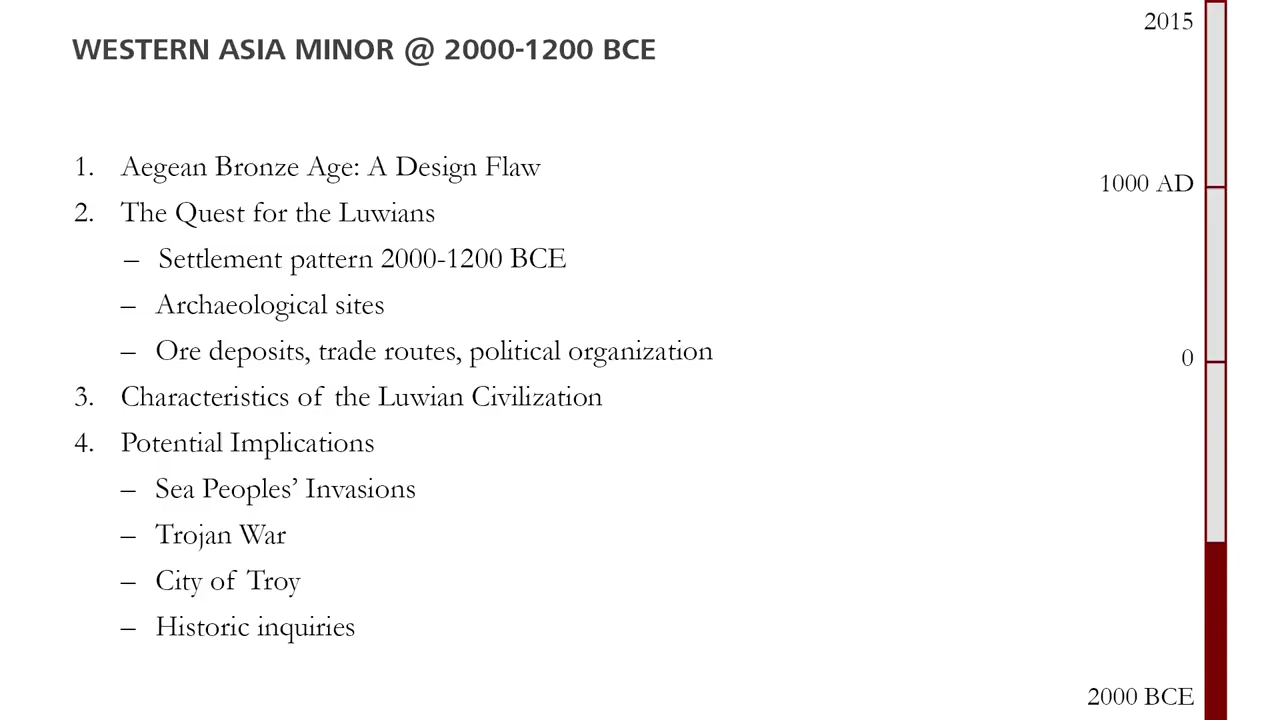 WESTERN ASIA MINOR @ 2000-1200 BCE
1. Aegean Bronze Age: A Design Flaw
2. The Quest for the Luwians
– Settlement pattern 2000-1200 BCE
– Archaeological sites
– Ore deposits, trade routes, political organization
3. Characteristics of the Luwian Civilization
4. Potential Implications
– Sea Peoples’ Invasions
– Trojan War
– City of Troy
– Historic inquiries
2015
1000 AD
0
2000 BCE